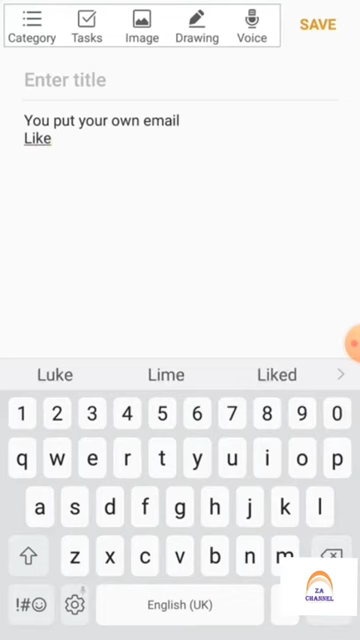 Category Tasks Image Drawing Voice SAVE
Enter title
You put your own email
Like
Luke Lime Liked
1 2 3 4 5 6 7 8 9 0
q w e r t y u i o p
a s d f g h j k l
z x c v b n m
!#☺ English (UK)
ZA
CHANNEL